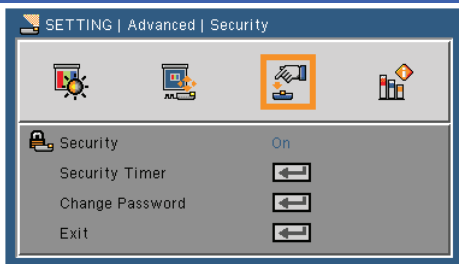 SETTING | Advanced | Security
Security On
Security Timer
Change Password
Exit